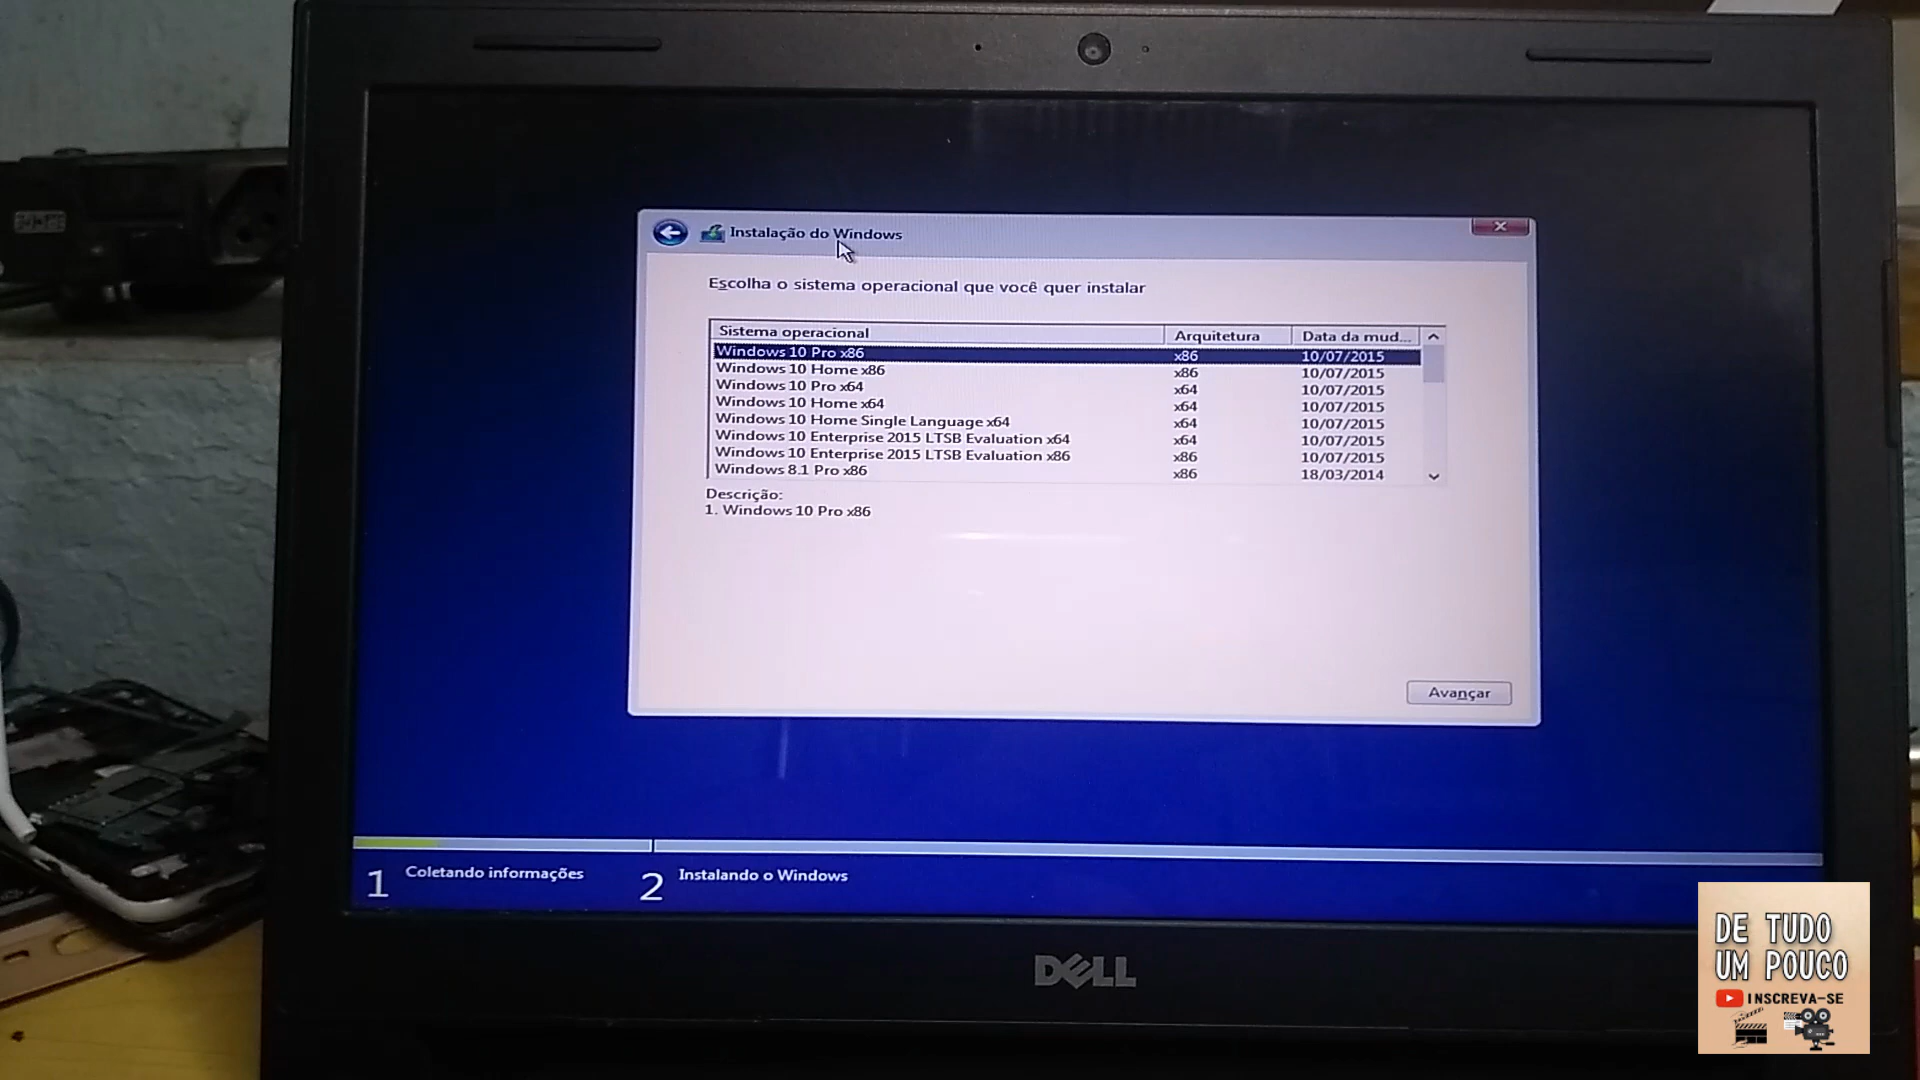 Instalação do Windows
Escolha o sistema operacional que você quer instalar
Sistema operacional Arquitetura Data da mud...
Windows 10 Pro x86 x86 10/07/2015
Windows 10 Home x86 x86 10/07/2015
Windows 10 Pro x64 x64 10/07/2015
Windows 10 Home x64 x64 10/07/2015
Windows 10 Home Single Language x64 x64 10/07/2015
Windows 10 Enterprise 2015 LTSB Evaluation x64 x64 10/07/2015
Windows 10 Enterprise 2015 LTSB Evaluation x86 x86 10/07/2015
Windows 8.1 Pro x86 x86 18/03/2014
Descrição:
1. Windows 10 Pro x86
Avançar
1 Coletando informações
2 Instalando o Windows
DELL
DE TUDO
UM POUCO
INSCREVA-SE